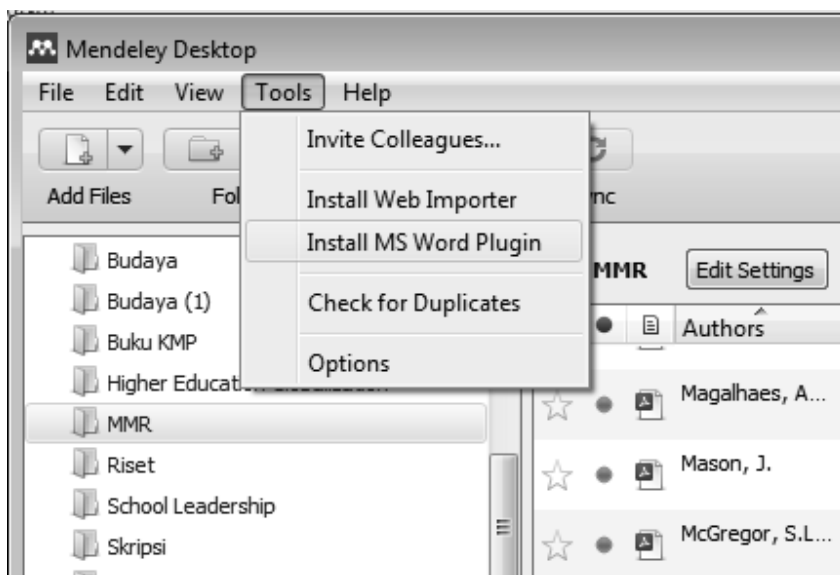 Mendeley Desktop
File Edit View Tools Help
Invite Colleagues...
Add Files
Install Web Importer
Install MS Word Plugin
Budaya
MMR Edit Settings
Budaya (1)
Check for Duplicates
Authors
Buku KMP
Options
Higher Educat
Magalhaes, A...
MMR
Riset
Mason, J.
School Leadership
Skripsi
McGregor, S.L...